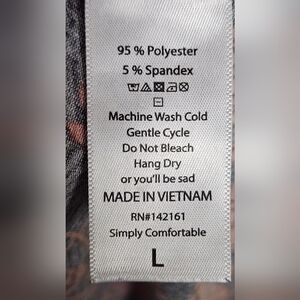 95 % Polyester
5 % Spandex
Machine Wash Cold
Gentle Cycle
Do Not Bleach
Hang Dry
or you'll be sad
MADE IN VIETNAM
RN#142161
Simply Comfortable
L